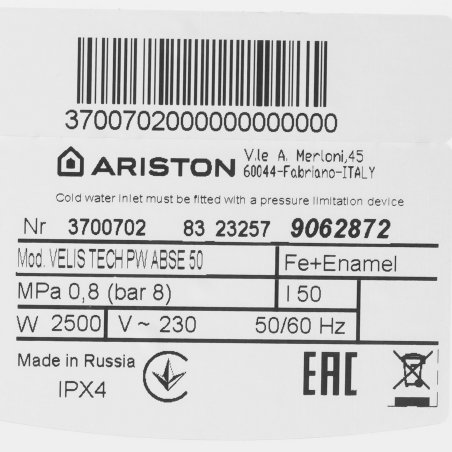 3700702000000000000
ARISTON
V.le A. Merloni,45
60044-Fabriano-ITALY
Cold water inlet must be fitted with a pressure limitation device
Nr 3700702 83 23257 9062872
Mod. VELIS TECH PW ABSE 50 Fe+Enamel
MPa 0,8 (bar 8) l 50
W 2500 V ~ 230 50/60 Hz
Made in Russia
IPX4
EAC